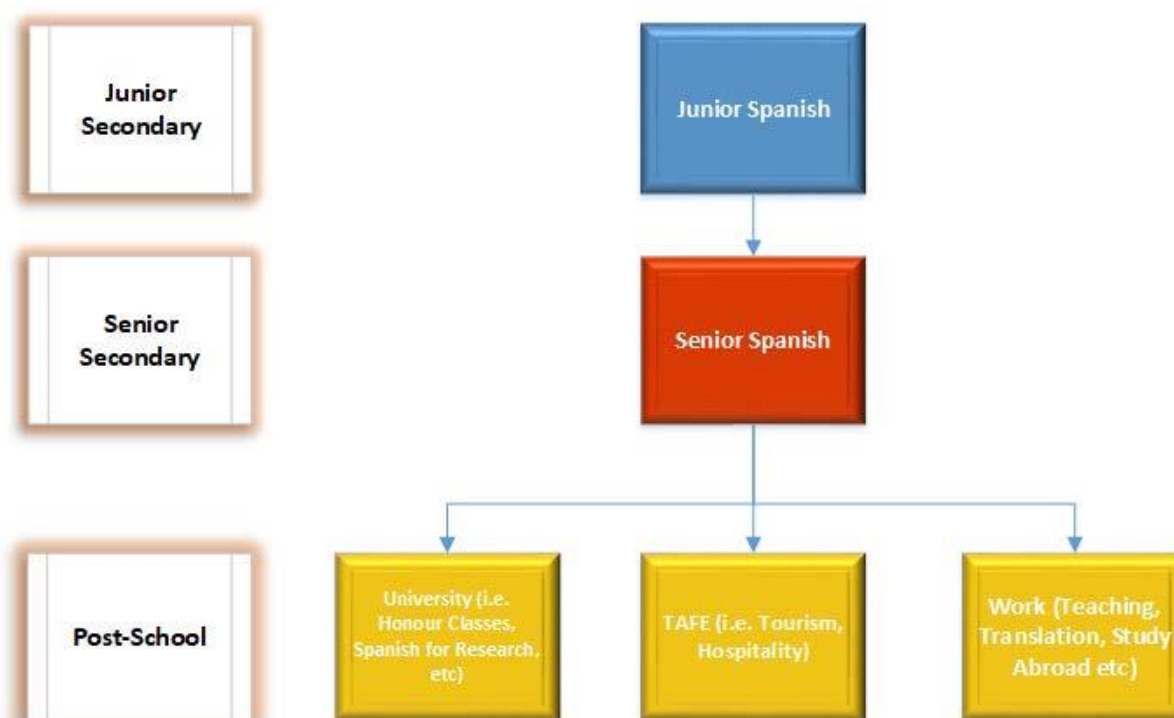 Junior
Secondary
Junior Spanish
Senior
Secondary
Senior Spanish
Post-School
University (i.e.
Honour Classes,
Spanish for Research,
etc)
TAFE (i.e. Tourism,
Hospitality)
Work (Teaching,
Translation, Study
Abroad etc)